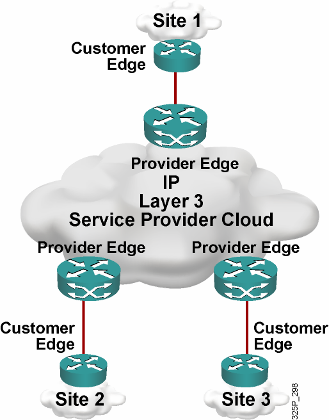 Site 1
Customer
Edge
Provider Edge
IP
Layer 3
Service Provider Cloud
Provider Edge
Provider Edge
Customer
Edge
Customer
Edge
Site 2
Site 3
325P_298